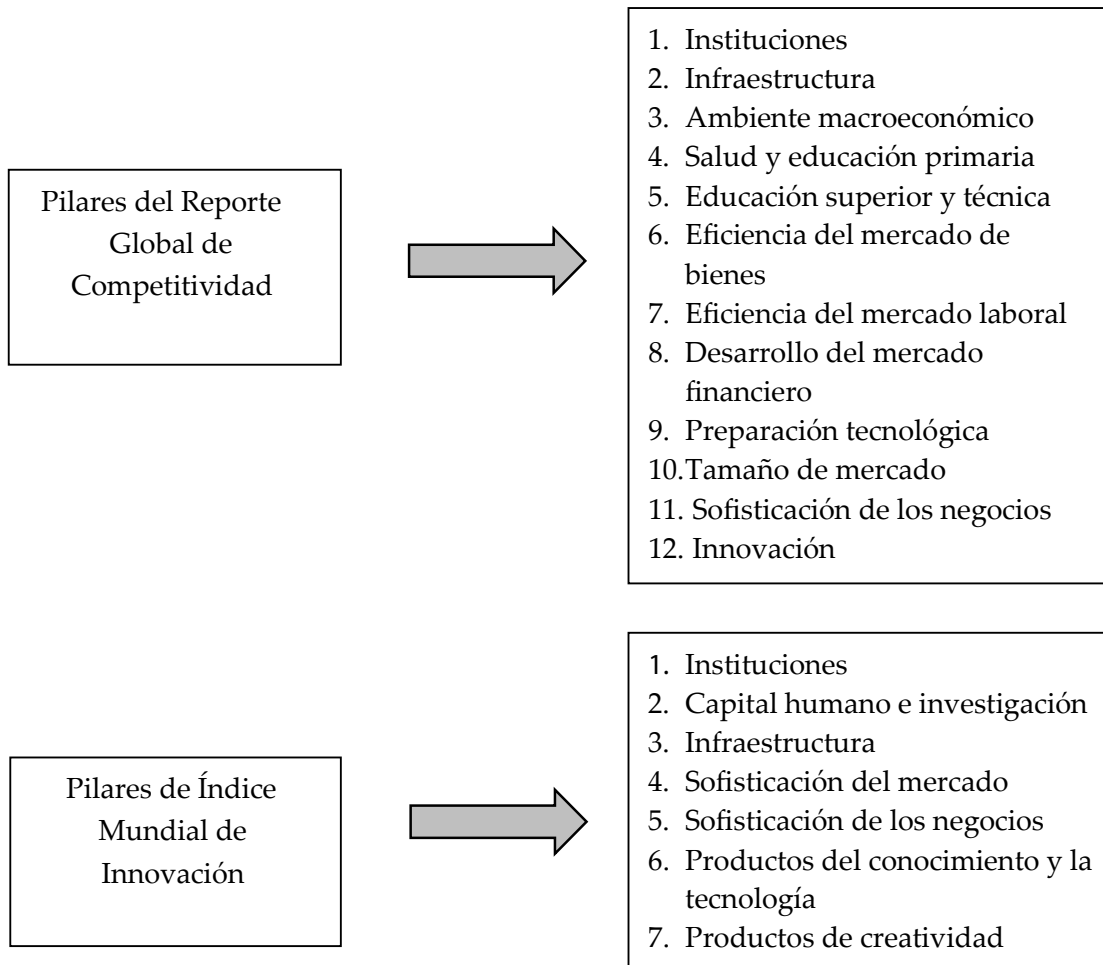 Pilares del Reporte
Global de
Competitividad
1. Instituciones
2. Infraestructura
3. Ambiente macroeconómico
4. Salud y educación primaria
5. Educación superior y técnica
6. Eficiencia del mercado de
bienes
7. Eficiencia del mercado laboral
8. Desarrollo del mercado
financiero
9. Preparación tecnológica
10.Tamaño de mercado
11. Sofisticación de los negocios
12. Innovación
Pilares de Índice
Mundial de
Innovación
1. Instituciones
2. Capital humano e investigación
3. Infraestructura
4. Sofisticación del mercado
5. Sofisticación de los negocios
6. Productos del conocimiento y la
tecnología
7. Productos de creatividad